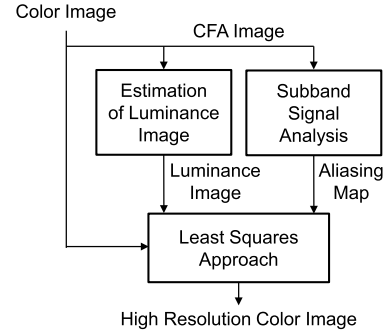 Color Image
CFA Image
Estimation
of Luminance
Image
Subband
Signal
Analysis
Luminance
Image
Aliasing
Map
Least Squares
Approach
High Resolution Color Image